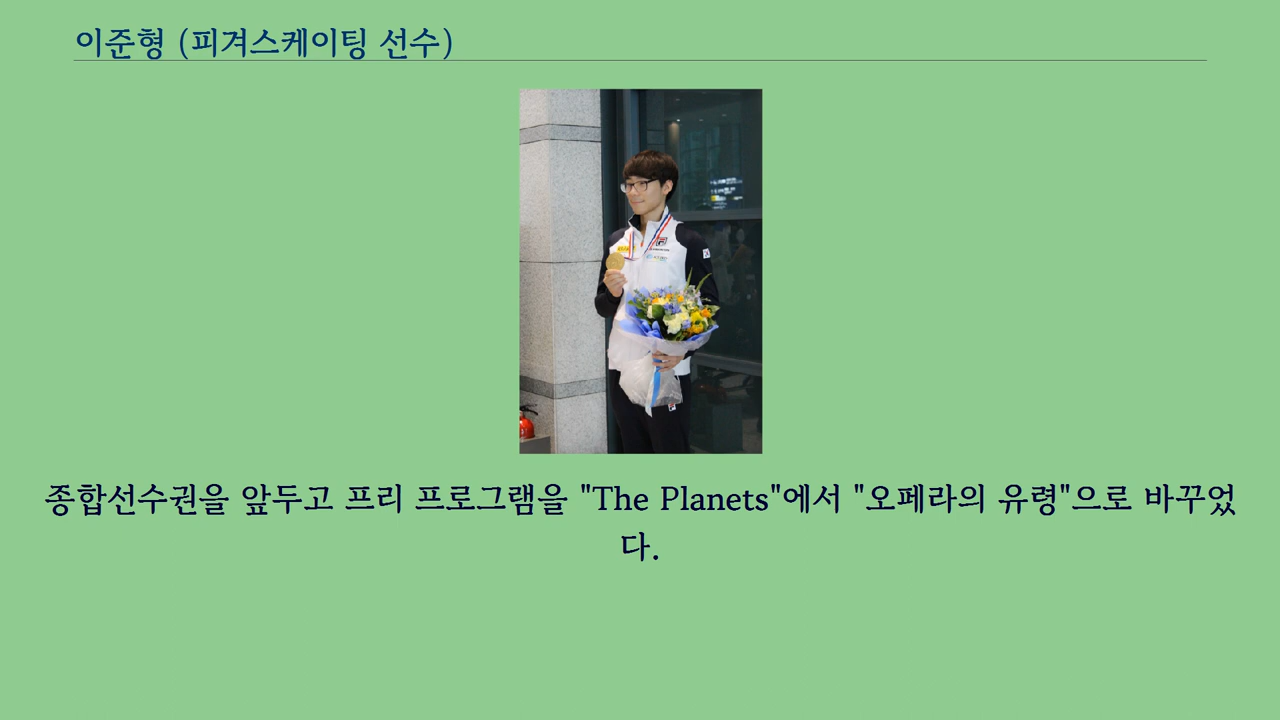 이준형 (피겨스케이팅 선수)
종합선수권을 앞두고 프리 프로그램을 "The Planets"에서 "오페라의 유령"으로 바꾸었
다.